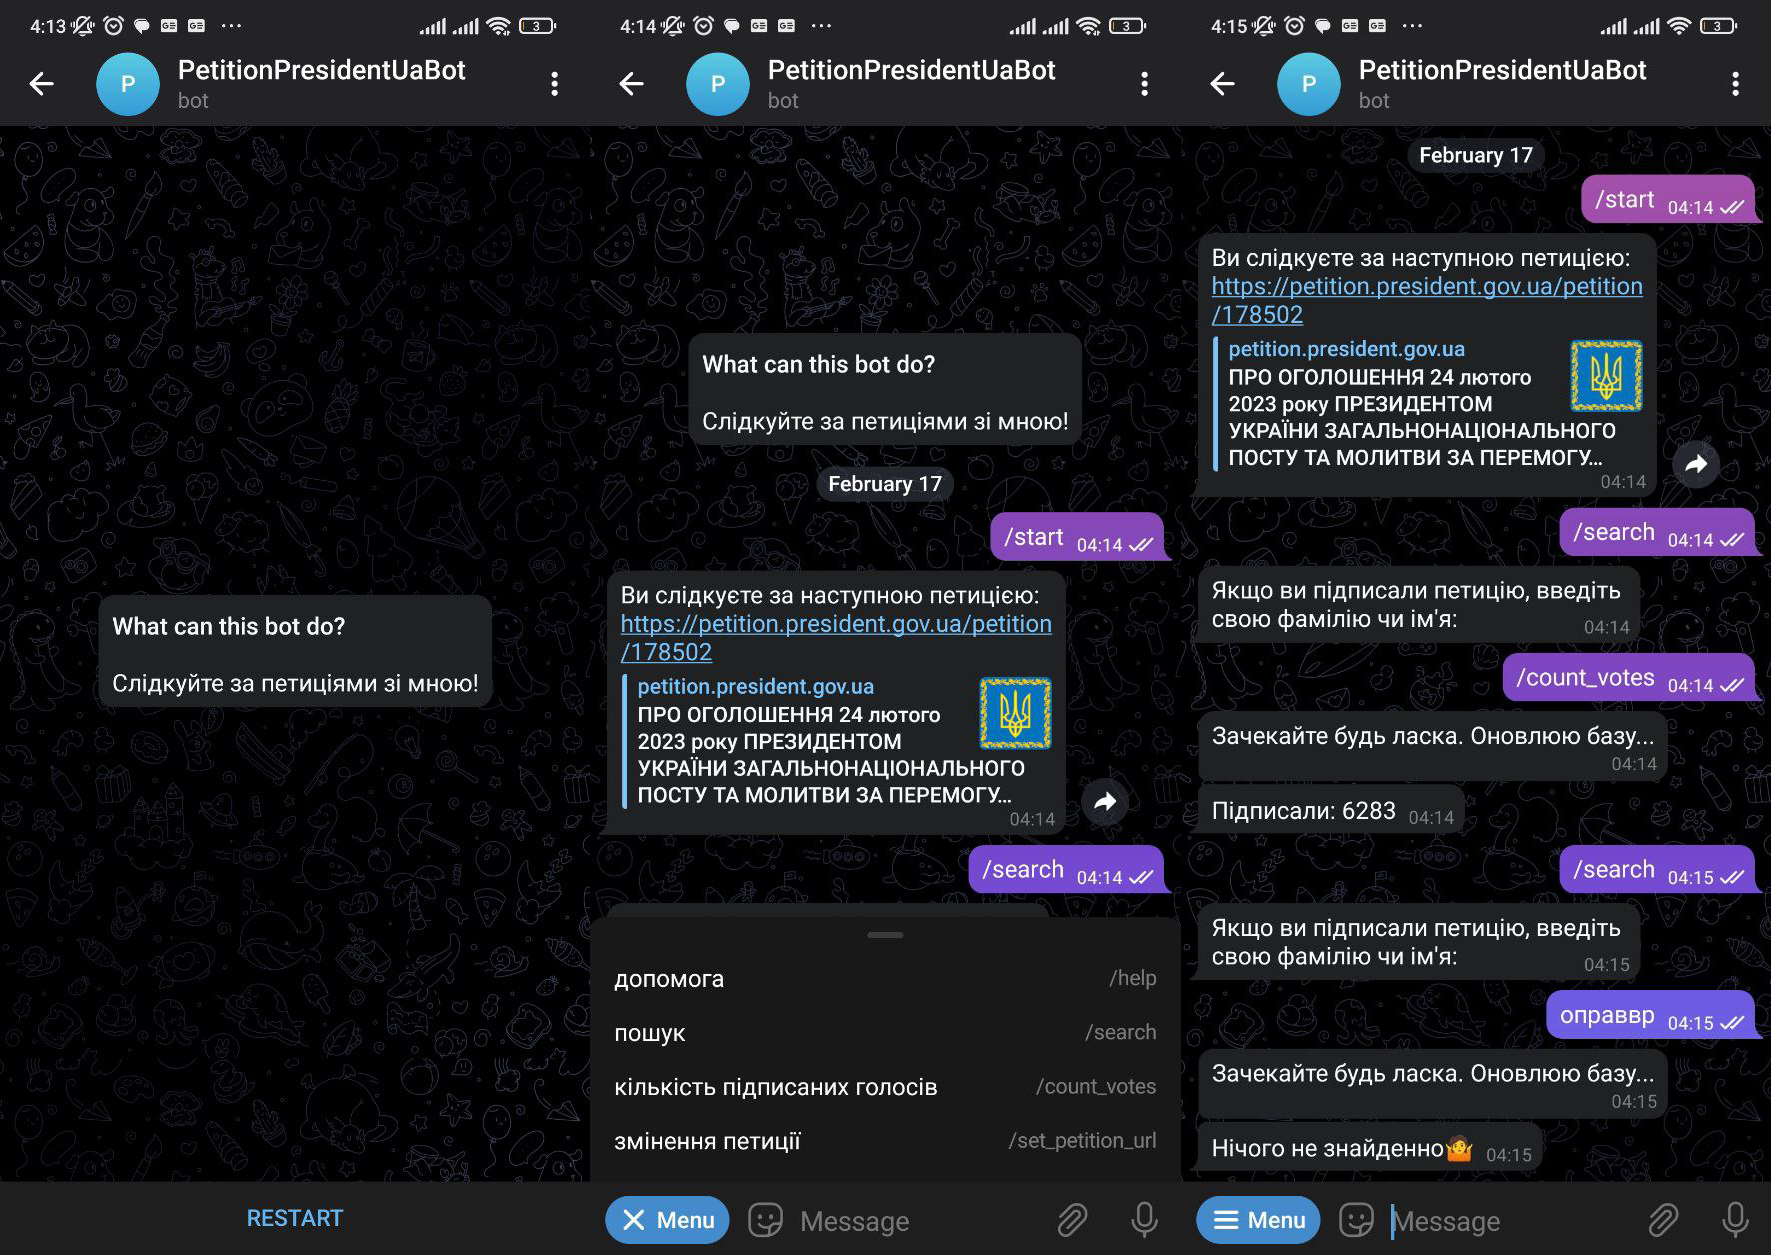 4:13
3
P
PetitionPresidentUaBot
bot
What can this bot do?
Слідкуйте за петиціями зі мною!
RESTART
4:14
3
P
PetitionPresidentUaBot
bot
What can this bot do?
Слідкуйте за петиціями зі мною!
February 17
/start 04:14
Ви слідкуєте за наступною петицією:
https://petition.president.gov.ua/petition
/178502
petition.president.gov.ua
ПРО ОГОЛОШЕННЯ 24 лютого
2023 року ПРЕЗИДЕНТОМ
УКРАЇНИ ЗАГАЛЬНОНАЦІОНАЛЬНОГО
ПОСТУ ТА МОЛИТВИ ЗА ПЕРЕМОГУ...
04:14
/search 04:14
допомога /help
пошук /search
кількість підписаних голосів /count_votes
змінення петиції /set_petition_url
Menu Message
4:15
3
P
PetitionPresidentUaBot
bot
February 17
/start 04:14
Ви слідкуєте за наступною петицією:
https://petition.president.gov.ua/petition
/178502
petition.president.gov.ua
ПРО ОГОЛОШЕННЯ 24 лютого
2023 року ПРЕЗИДЕНТОМ
УКРАЇНИ ЗАГАЛЬНОНАЦІОНАЛЬНОГО
ПОСТУ ТА МОЛИТВИ ЗА ПЕРЕМОГУ...
04:14
/search 04:14
Якщо ви підписали петицію, введіть
свою фамілію чи ім'я: 04:14
/count_votes 04:14
Зачекайте будь ласка. Оновлюю базу...
04:14
Підписали: 6283 04:14
/search 04:15
Якщо ви підписали петицію, введіть
свою фамілію чи ім'я: 04:15
оправвр 04:15
Зачекайте будь ласка. Оновлюю базу...
04:15
Нічого не знайденно🤷 04:15
Menu Message